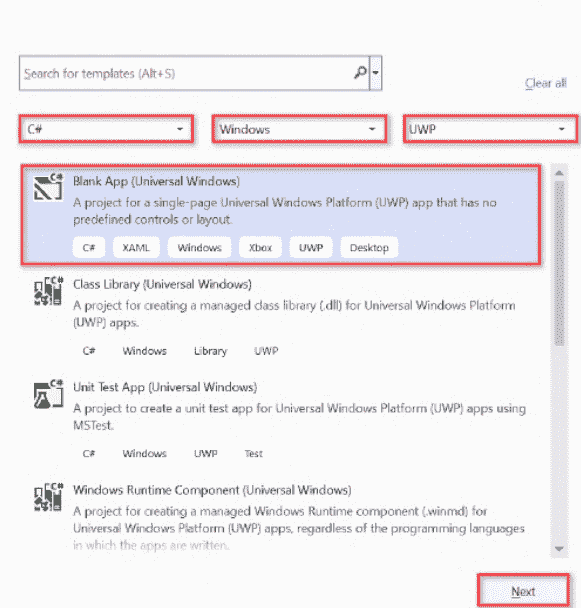 Search for templates (Alt+S)
Clear all
C#
Windows
UWP
C#
Blank App (Universal Windows)
A project for a single-page Universal Windows Platform (UWP) app that has no
predefined controls or layout.
C# XAML Windows Xbox UWP Desktop
C#
Class Library (Universal Windows)
A project for creating a managed class library (.dll) for Universal Windows Platform
(UWP) apps.
C# Windows Library UWP
C#
Unit Test App (Universal Windows)
A project to create a unit test app for Universal Windows Platform (UWP) apps using
MSTest.
C# Windows UWP Test
C#
Windows Runtime Component (Universal Windows)
A project for creating a managed Windows Runtime component (.winmd) for
Universal Windows Platform (UWP) apps, regardless of the programming languages
in which the apps are written.
Next